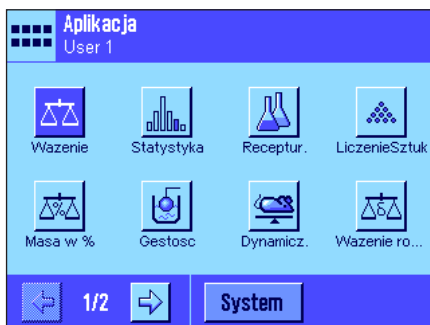 Aplikacja
User 1
Wazenie Statystyka Receptur. LiczenieSztuk
Masa w % Gestosc Dynamicz. Wazenie ro...
1/2 System